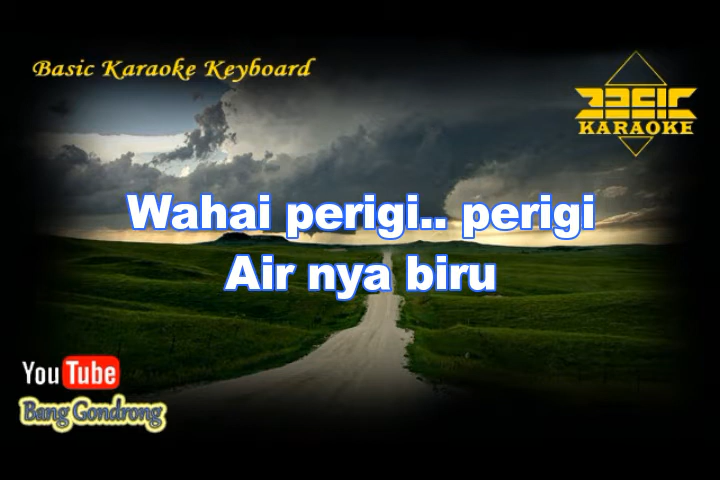 Basic Karaoke Keyboard
BASIC
KARAOKE
Wahai perigi.. perigi
Air nya biru
YouTube
Bang Gondrong